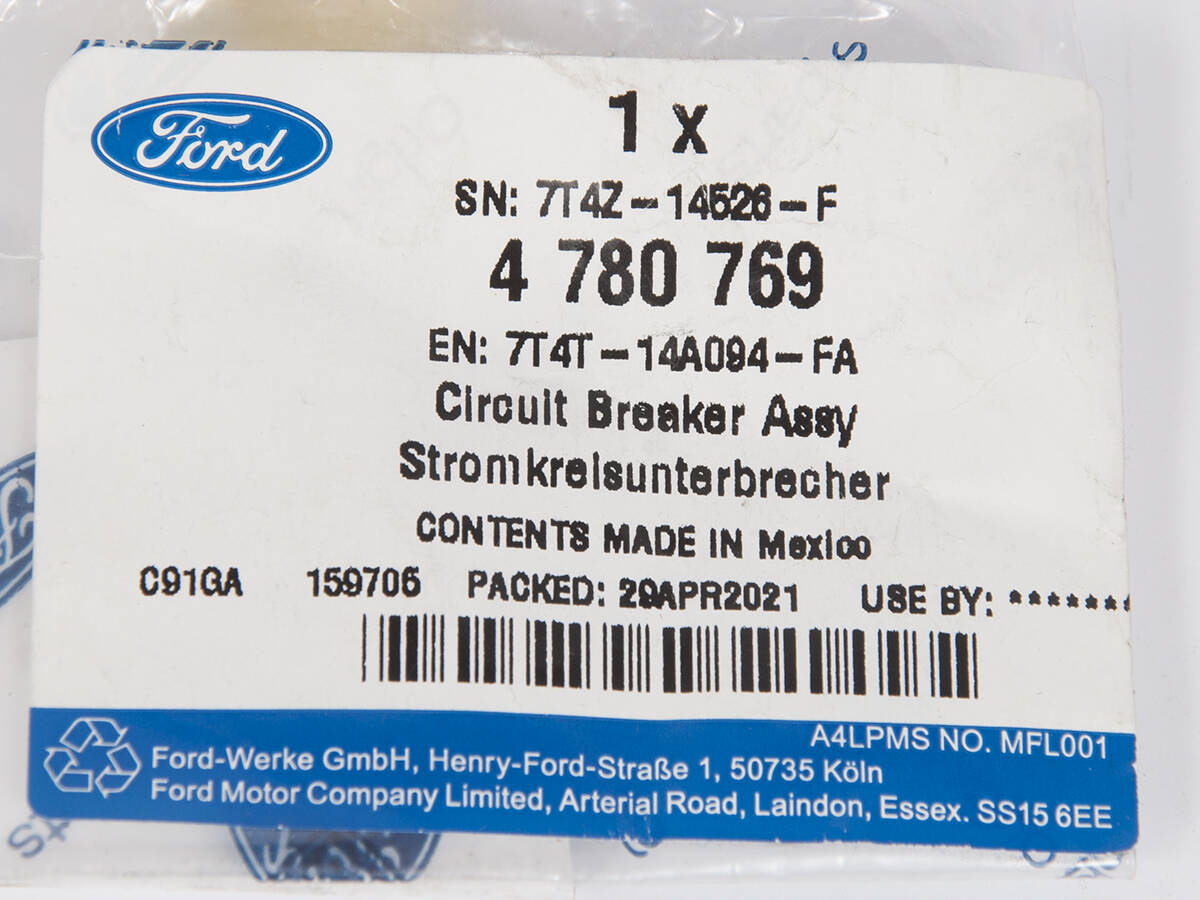 Ford
1 x
SN: 7T4Z-14526-F
4 780 769
EN: 7T4T-14A094-FA
Circuit Breaker Assy
Stromkreisunterbrecher
CONTENTS MADE IN Mexico
C91GA 159706 PACKED: 29APR2021 USE BY: *******
A4LPMS NO. MFL001
Ford-Werke GmbH, Henry-Ford-Straße 1, 50735 Köln
Ford Motor Company Limited, Arterial Road, Laindon, Essex. SS15 6EE